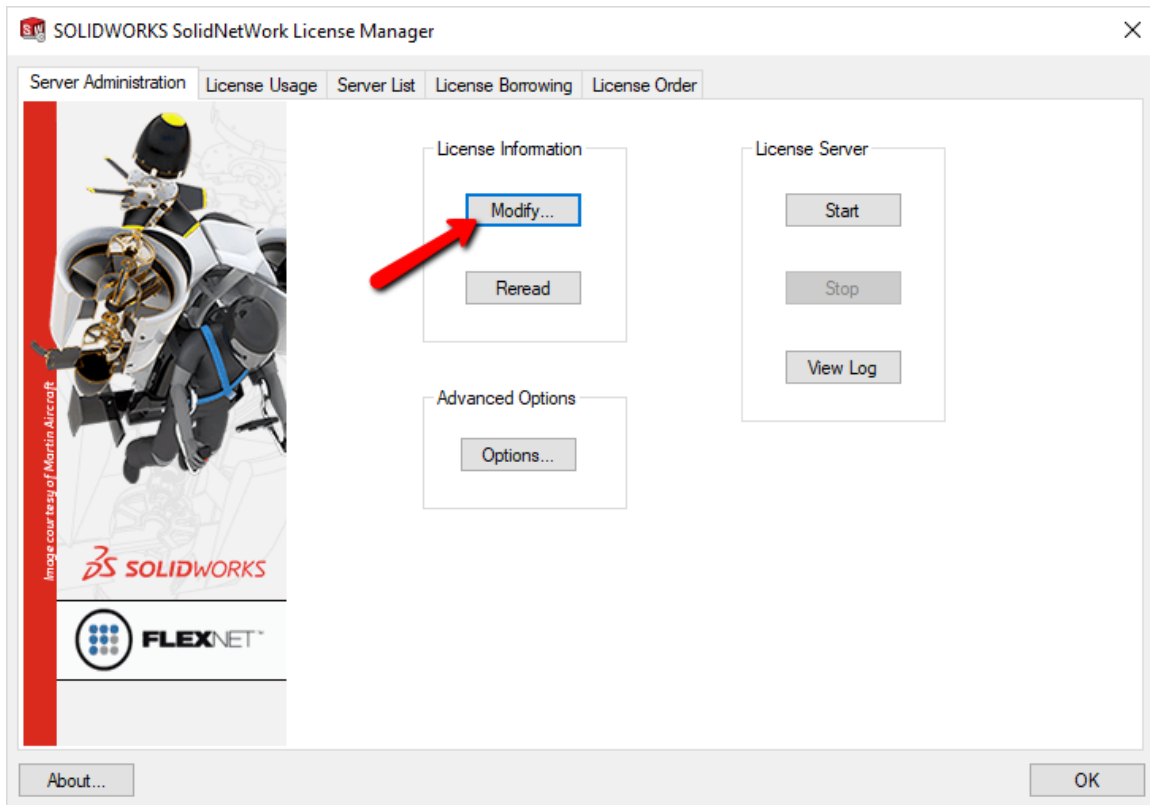 SOLIDWORKS SolidNetWork License Manager
Server Administration
License Usage
Server List
License Borrowing
License Order
License Information
Modify...
Reread
License Server
Start
Stop
View Log
Advanced Options
Options...
Image courtesy of Martin Aircraft
SOLIDWORKS
FLEXNET
About...
OK